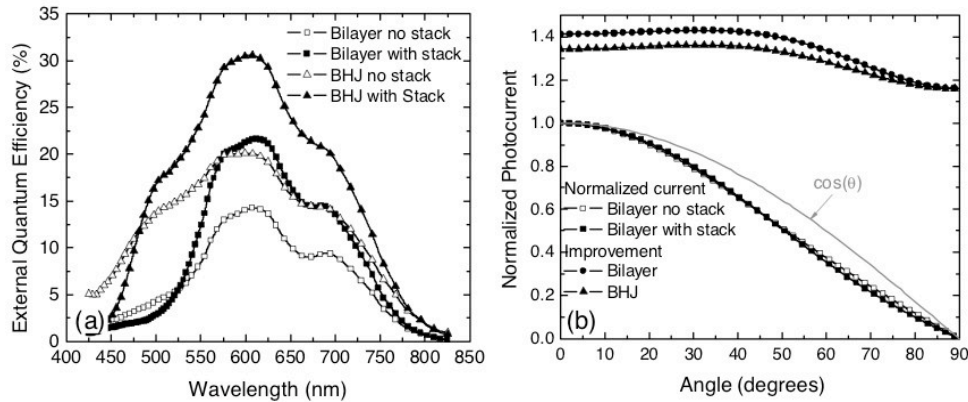 35
30
25
20
15
10
5
0
External Quantum Efficiency (%)
(a)
Bilayer no stack
Bilayer with stack
BHJ no stack
BHJ with Stack
400 450 500 550 600 650 700 750 800 850
Wavelength (nm)
1.4
1.2
1.0
0.8
0.6
0.4
0.2
0.0
Normalized Photocurrent
cos(θ)
Normalized current
Bilayer no stack
Bilayer with stack
Improvement
Bilayer
BHJ
(b)
0 10 20 30 40 50 60 70 80 90
Angle (degrees)